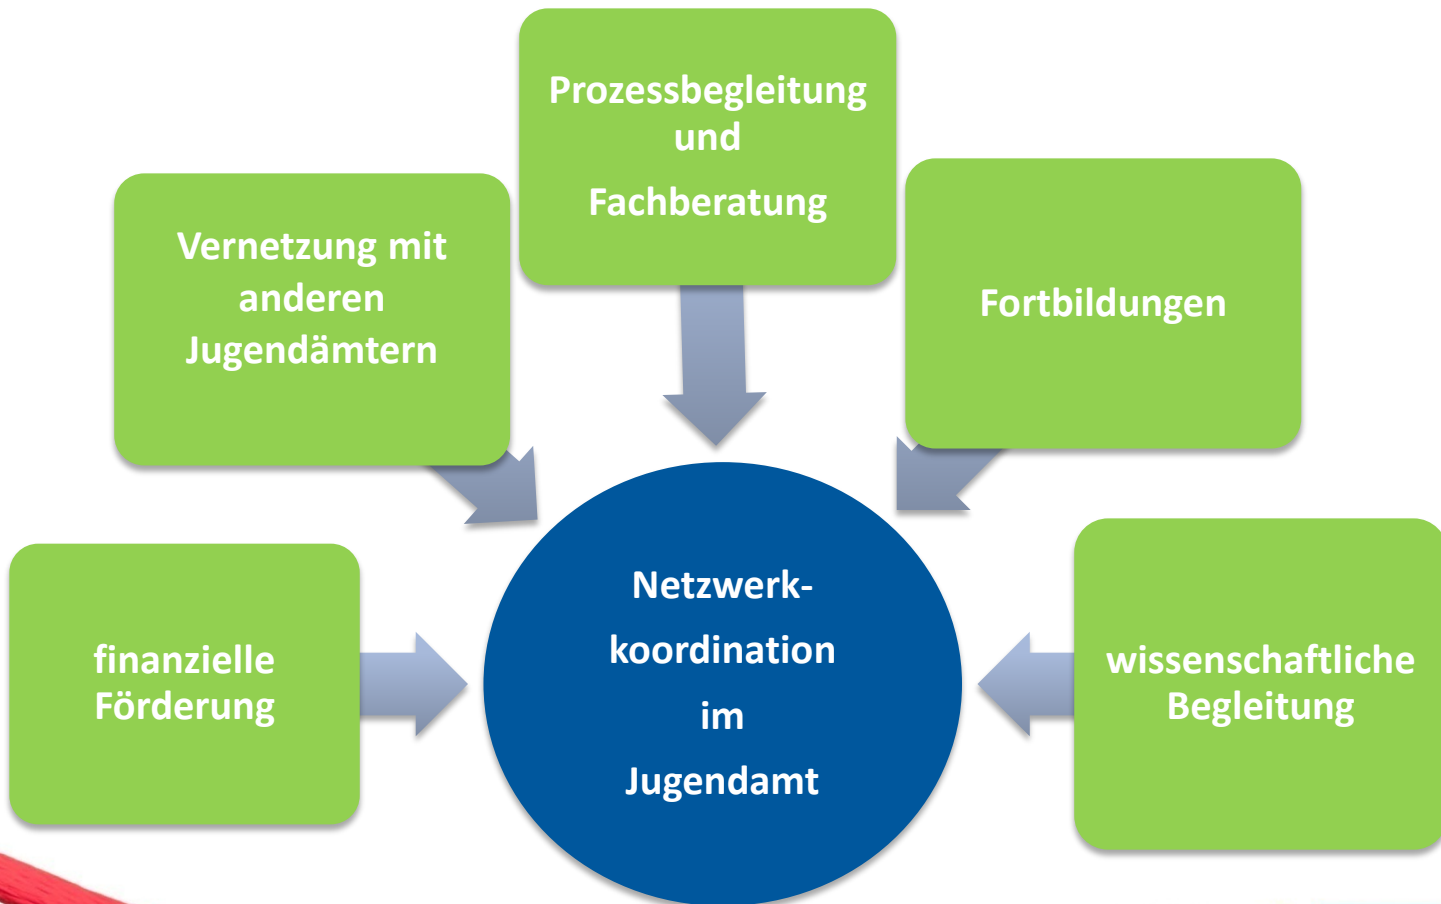 Prozessbegleitung
und
Fachberatung
Vernetzung mit
anderen
Jugendämtern
Fortbildungen
finanzielle
Förderung
Netzwerk-
koordination
im
Jugendamt
wissenschaftliche
Begleitung